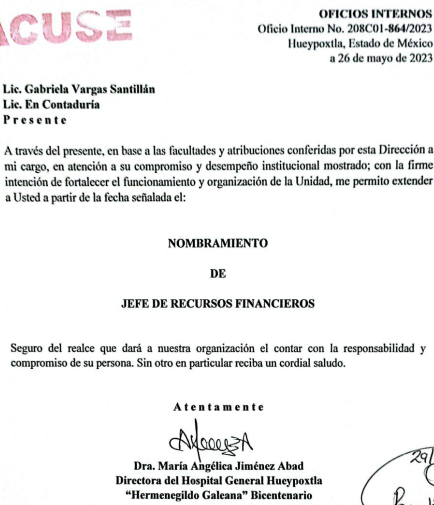 ACUSE
OFICIOS INTERNOS
Oficio Interno No. 208C01-864/2023
Hueypoxtla, Estado de México
a 26 de mayo de 2023
Lic. Gabriela Vargas Santillán
Lic. En Contaduría
P r e s e n t e
A través del presente, en base a las facultades y atribuciones conferidas por esta Dirección a
mi cargo, en atención a su compromiso y desempeño institucional mostrado; con la firme
intención de fortalecer el funcionamiento y organización de la Unidad, me permito extender
a Usted a partir de la fecha señalada el:
NOMBRAMIENTO
DE
JEFE DE RECURSOS FINANCIEROS
Seguro del realce que dará a nuestra organización el contar con la responsabilidad y
compromiso de su persona. Sin otro en particular reciba un cordial saludo.
A t e n t a m e n t e
Dra. María Angélica Jiménez Abad
Directora del Hospital General Hueypoxtla
“Hermenegildo Galeana” Bicentenario
29/